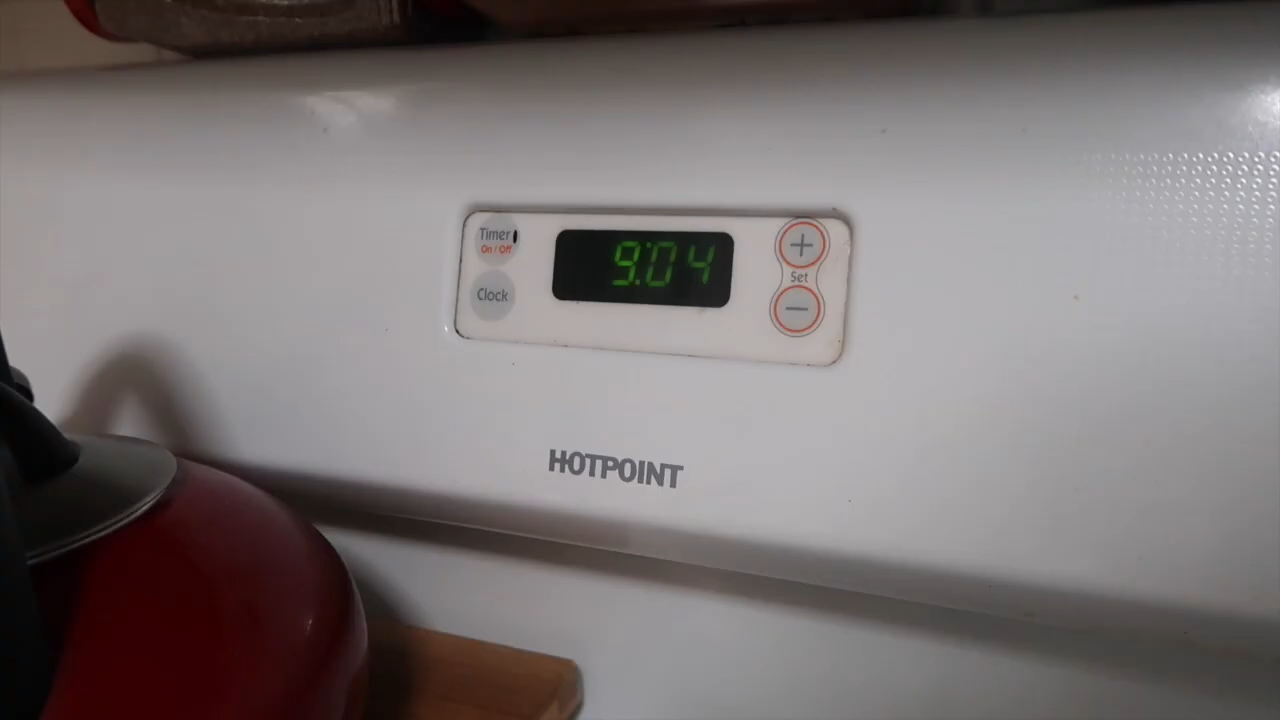 Timer
On / Off
Clock
9:04
+
Set
−
HOTPOINT